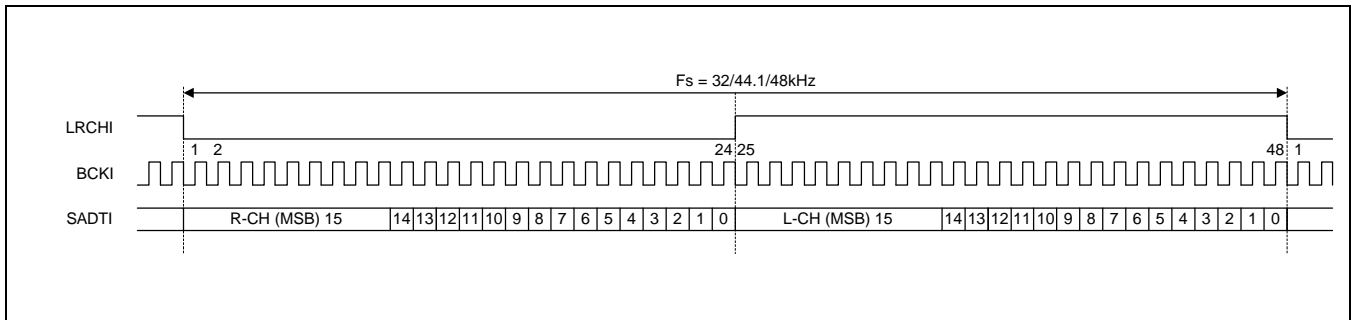 Fs = 32/44.1/48kHz
LRCHI
1 2 24 25 48 1
BCKI
SADTI R-CH (MSB) 15 14 13 12 11 10 9 8 7 6 5 4 3 2 1 0 L-CH (MSB) 15 14 13 12 11 10 9 8 7 6 5 4 3 2 1 0